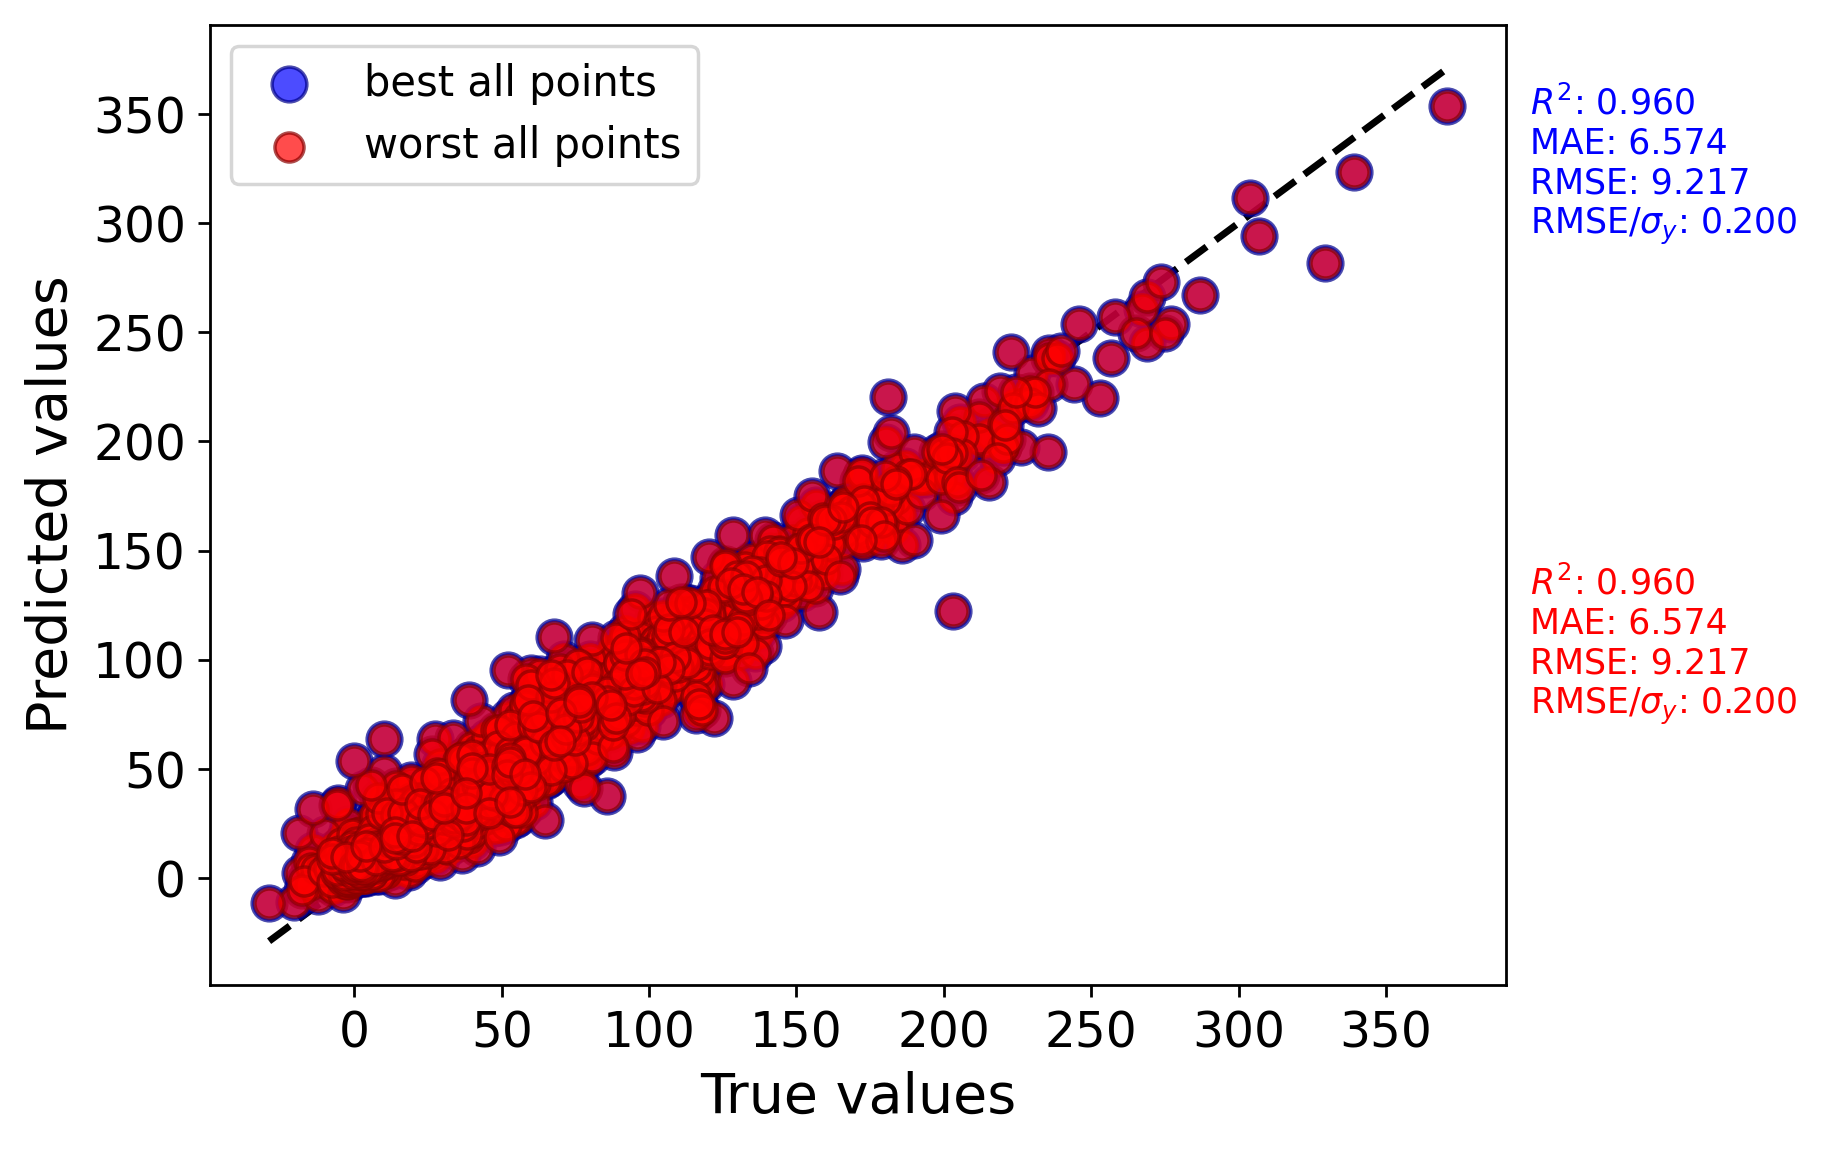 best all points
worst all points
R²: 0.960
MAE: 6.574
RMSE: 9.217
RMSE/σy: 0.200
R²: 0.960
MAE: 6.574
RMSE: 9.217
RMSE/σy: 0.200
Predicted values
350
300
250
200
150
100
50
0
0 50 100 150 200 250 300 350
True values